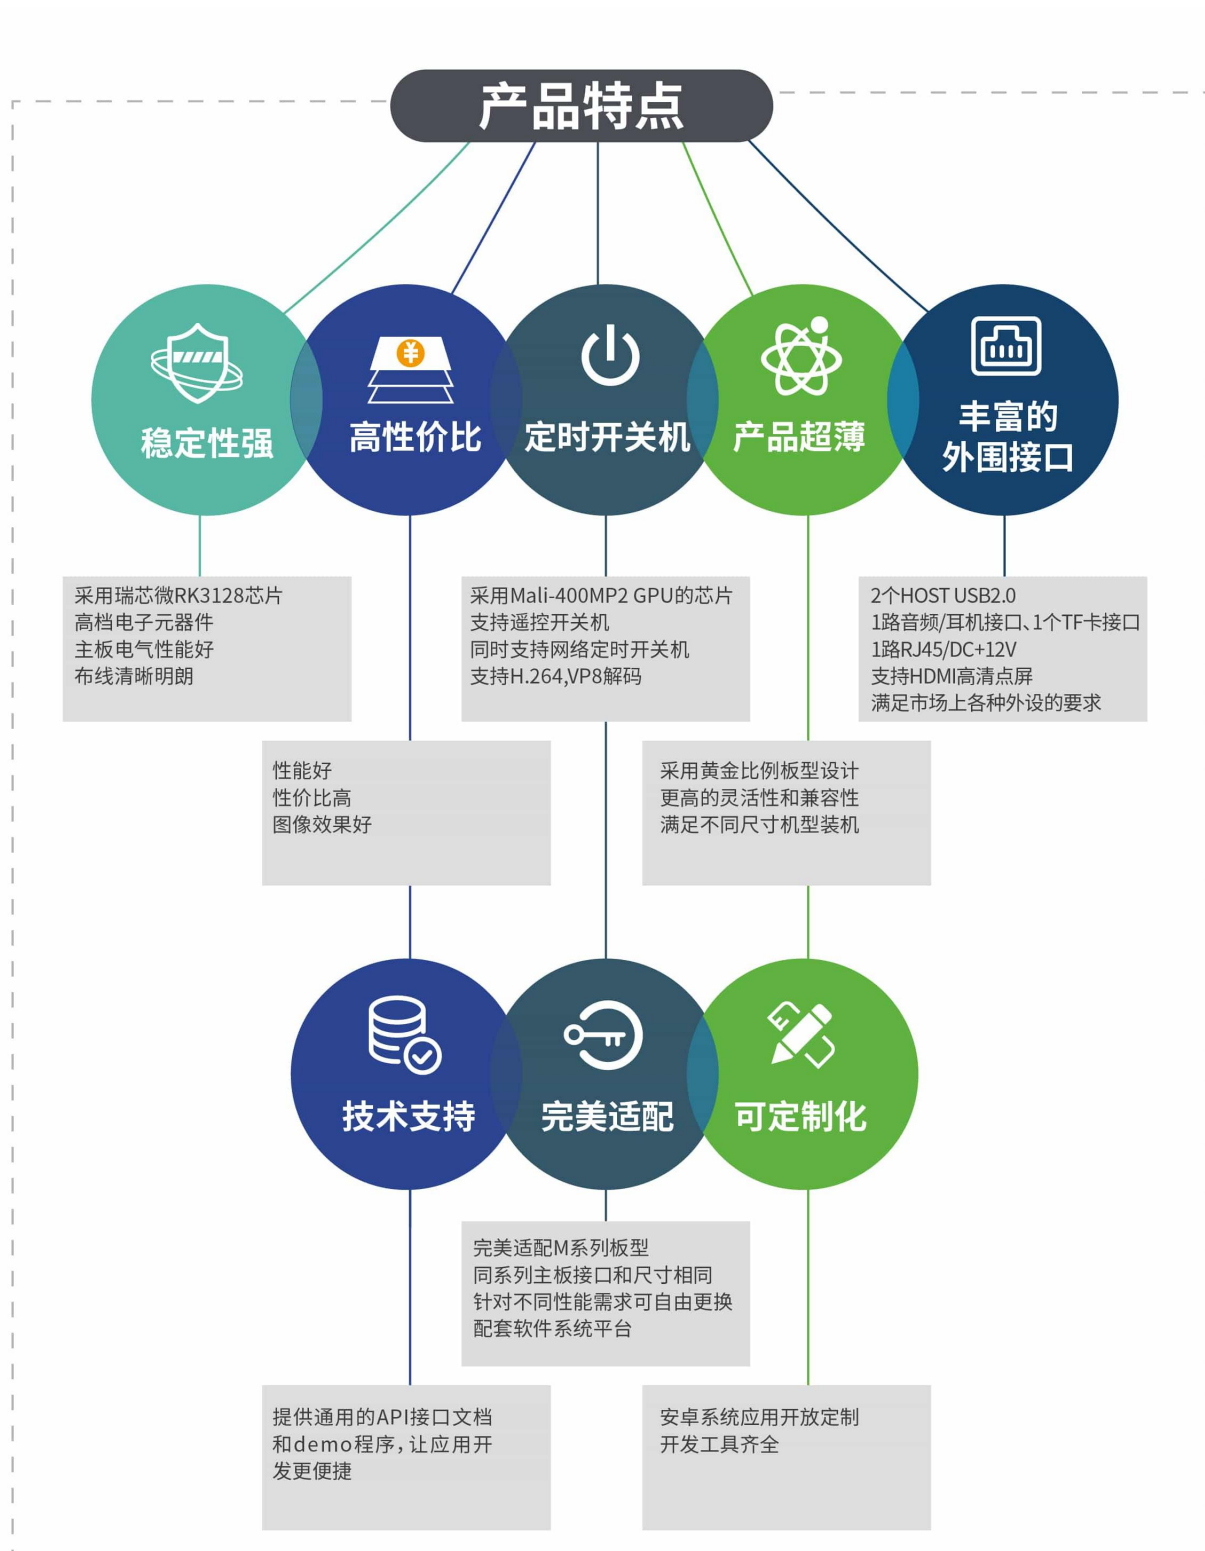 产品特点
稳定性强
高性价比
定时开关机
产品超薄
丰富的
外围接口
采用瑞芯微RK3128芯片
高档电子元器件
主板电气性能好
布线清晰明朗
采用Mali-400MP2 GPU的芯片
支持遥控开关机
同时支持网络定时开关机
支持H.264,VP8解码
2个HOST USB2.0
1路音频/耳机接口、1个TF卡接口
1路RJ45/DC+12V
支持HDMI高清点屏
满足市场上各种外设的要求
性能好
性价比高
图像效果好
采用黄金比例板型设计
更高的灵活性和兼容性
满足不同尺寸机型装机
技术支持
完美适配
可定制化
完美适配M系列板型
同系列主板接口和尺寸相同
针对不同性能需求可自由更换
配套软件系统平台
提供通用的API接口文档
和demo程序，让应用开
发更便捷
安卓系统应用开放定制
开发工具齐全